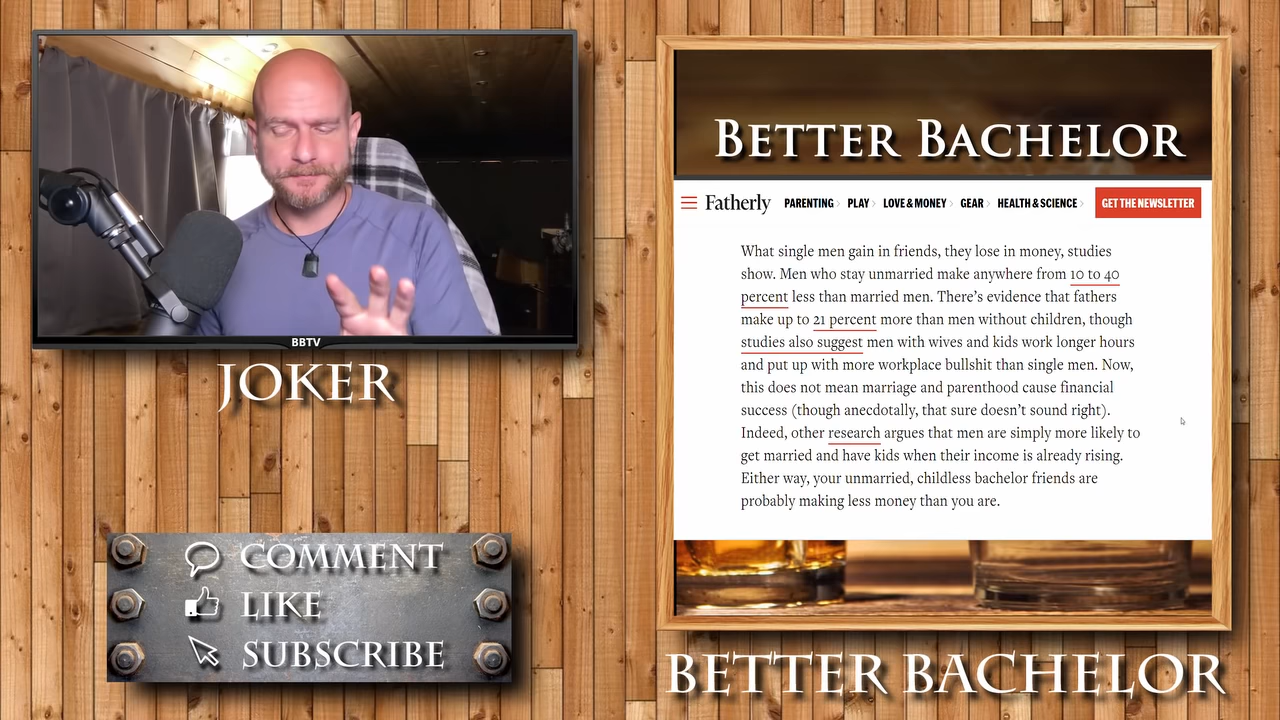 BBTV
JOKER
COMMENT
LIKE
SUBSCRIBE
BETTER BACHELOR
Fatherly PARENTING PLAY LOVE & MONEY GEAR HEALTH & SCIENCE GET THE NEWSLETTER
What single men gain in friends, they lose in money, studies
show. Men who stay unmarried make anywhere from 10 to 40
percent less than married men. There’s evidence that fathers
make up to 21 percent more than men without children, though
studies also suggest men with wives and kids work longer hours
and put up with more workplace bullshit than single men. Now,
this does not mean marriage and parenthood cause financial
success (though anecdotally, that sure doesn’t sound right).
Indeed, other research argues that men are simply more likely to
get married and have kids when their income is already rising.
Either way, your unmarried, childless bachelor friends are
probably making less money than you are.
BETTER BACHELOR